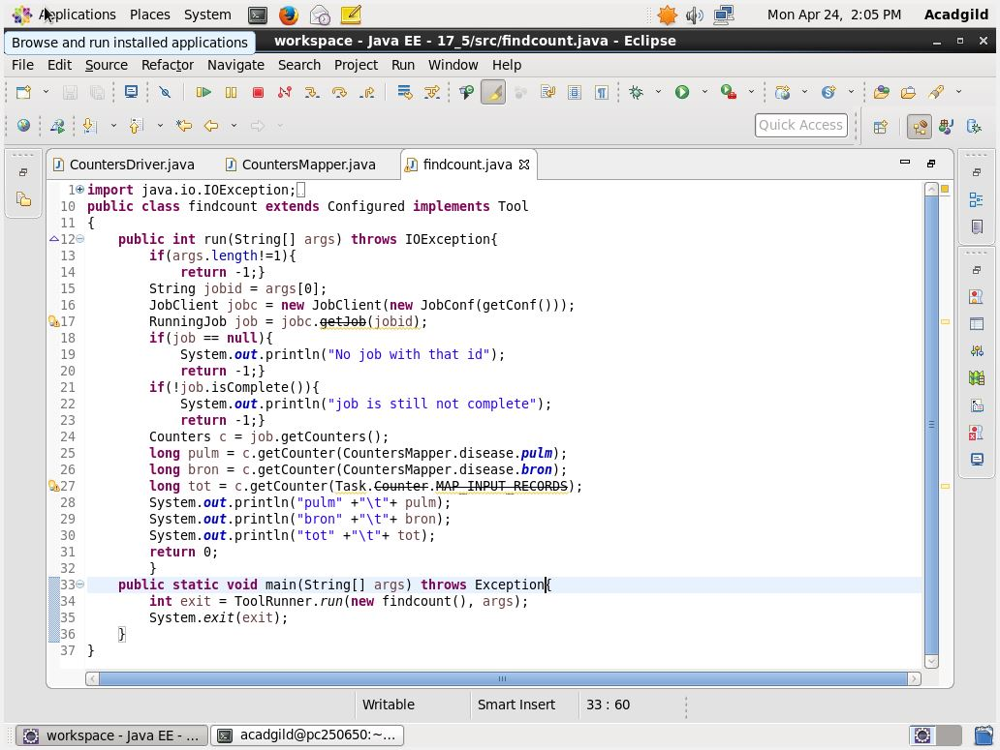 Applications Places System Mon Apr 24, 2:05 PM Acadgild
Browse and run installed applications
workspace - Java EE - 17_5/src/findcount.java - Eclipse
File Edit Source Refactor Navigate Search Project Run Window Help
Quick Access
CountersDriver.java CountersMapper.java findcount.java
1 import java.io.IOException;
10 public class findcount extends Configured implements Tool
11 {
12 public int run(String[] args) throws IOException{
13 if(args.length!=1){
14 return -1;}
15 String jobid = args[0];
16 JobClient jobc = new JobClient(new JobConf(getConf()));
17 RunningJob job = jobc.getJob(jobid);
18 if(job == null){
19 System.out.println("No job with that id");
20 return -1;}
21 if(!job.isComplete()){
22 System.out.println("job is still not complete");
23 return -1;}
24 Counters c = job.getCounters();
25 long pulm = c.getCounter(CountersMapper.disease.pulm);
26 long bron = c.getCounter(CountersMapper.disease.bron);
27 long tot = c.getCounter(Task.Counter.MAP_INPUT_RECORDS);
28 System.out.println("pulm" +"\t"+ pulm);
29 System.out.println("bron" +"\t"+ bron);
30 System.out.println("tot" +"\t"+ tot);
31 return 0;
32 }
33 public static void main(String[] args) throws Exception{
34 int exit = ToolRunner.run(new findcount(), args);
35 System.exit(exit);
36 }
37 }
Writable Smart Insert 33 : 60
workspace - Java EE - ... acadgild@pc250650:~...